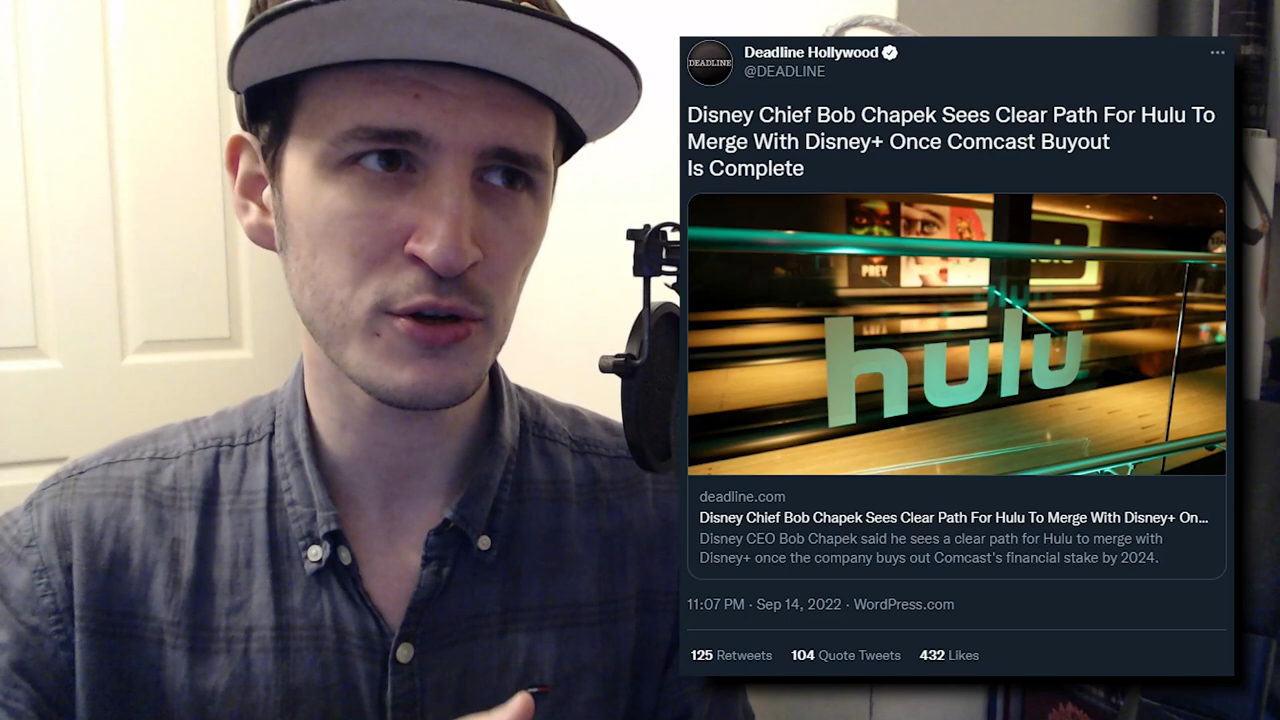 DEADLINE
Deadline Hollywood
@DEADLINE
Disney Chief Bob Chapek Sees Clear Path For Hulu To
Merge With Disney+ Once Comcast Buyout
Is Complete
PREY
hulu
hulu
deadline.com
Disney Chief Bob Chapek Sees Clear Path For Hulu To Merge With Disney+ On...
Disney CEO Bob Chapek said he sees a clear path for Hulu to merge with
Disney+ once the company buys out Comcast's financial stake by 2024.
11:07 PM · Sep 14, 2022 · WordPress.com
125 Retweets 104 Quote Tweets 432 Likes